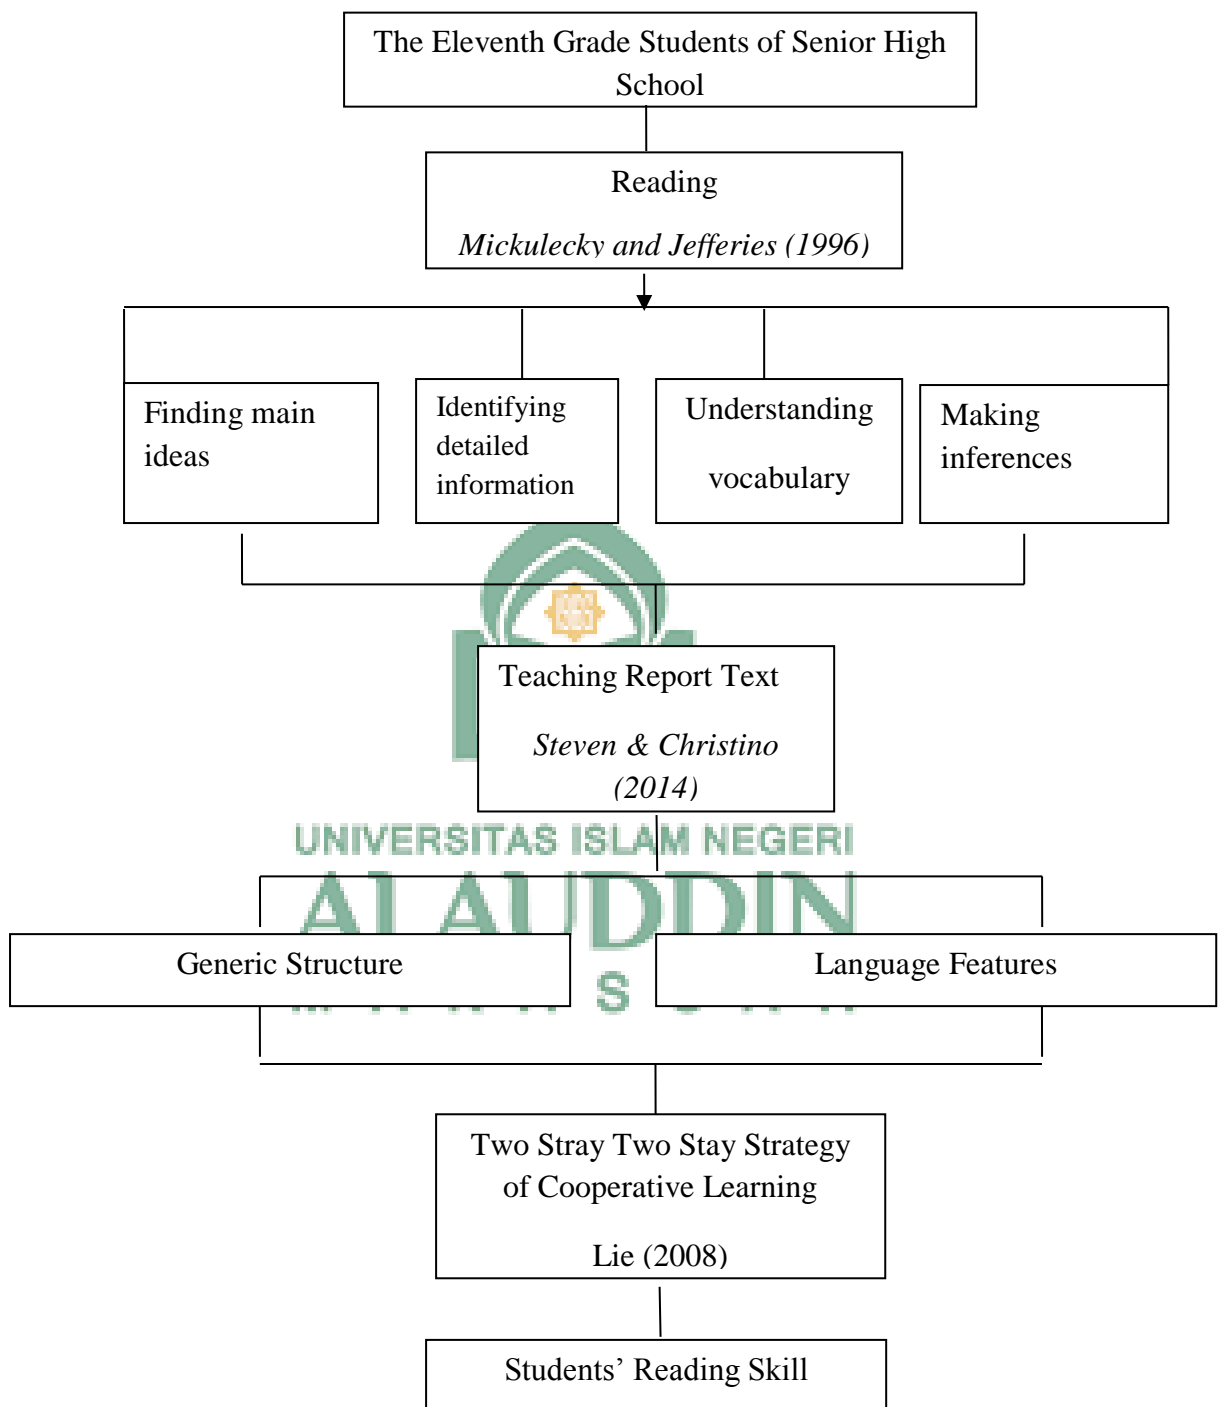 The Eleventh Grade Students of Senior High
School
Reading
Mickulecky and Jefferies (1996)
Finding main
ideas
Identifying
detailed
information
Understanding
vocabulary
Making
inferences
Teaching Report Text
Steven & Christino
(2014)
UNIVERSITAS ISLAM NEGERI
ALAUDDIN
Generic Structure
Language Features
Two Stray Two Stay Strategy
of Cooperative Learning
Lie (2008)
Students’ Reading Skill